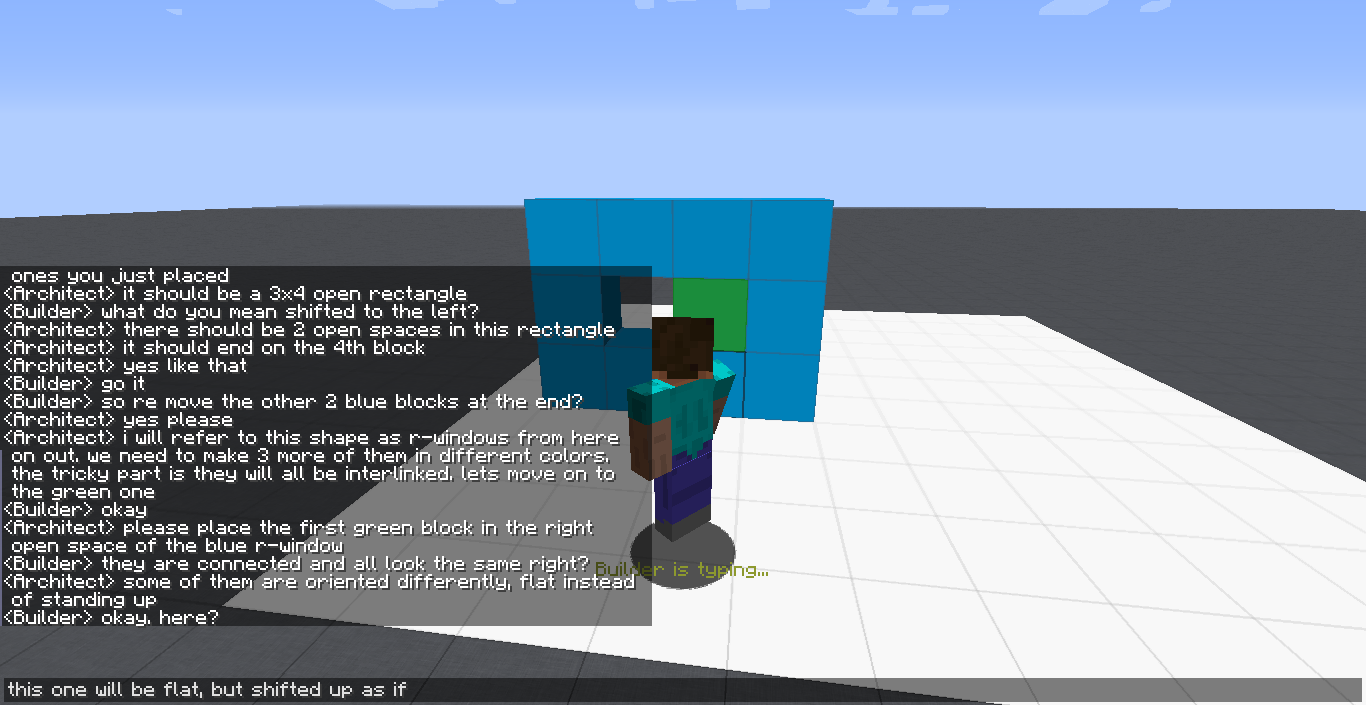 ones you just placed
<Architect> it should be a 3x4 open rectangle
<Builder> what do you mean shifted to the left?
<Architect> there should be 2 open spaces in this rectangle
<Architect> it should end on the 4th block
<Architect> yes like that
<Builder> go it
<Builder> so re move the other 2 blue blocks at the end?
<Architect> yes please
<Architect> i will refer to this shape as r-windows from here
on out. we need to make 3 more of them in different colors.
the tricky part is they will all be interlinked. lets move on to
the green one
<Builder> okay
<Architect> please place the first green block in the right
open space of the blue r-window
<Builder> they are connected and all look the same right?
Builder is typing...
<Architect> some of them are oriented differently, flat instead
of standing up
<Builder> okay. here?
this one will be flat, but shifted up as if